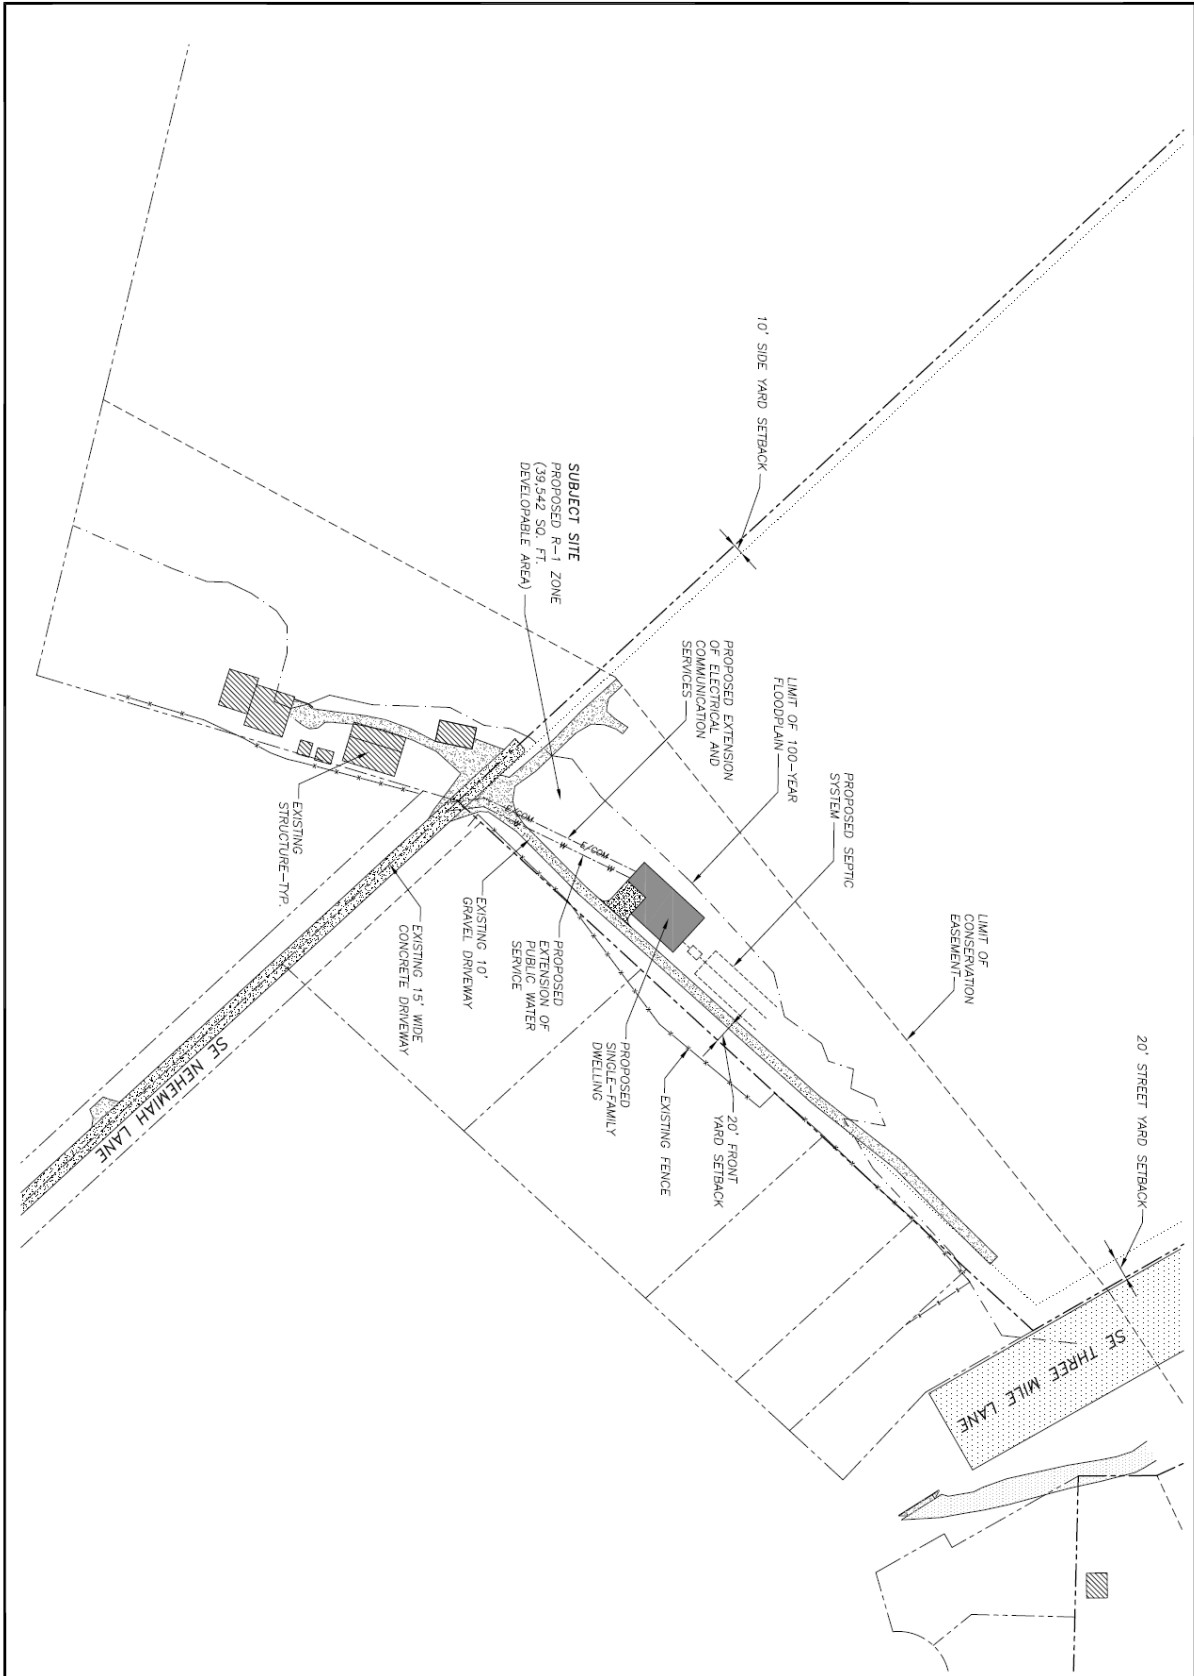 20' STREET YARD SETBACK
LIMIT OF
CONSERVATION
EASEMENT
PROPOSED SEPTIC
SYSTEM
LIMIT OF 100-YEAR
FLOODPLAIN
10' SIDE YARD SETBACK
PROPOSED EXTENSION
OF ELECTRICAL AND
COMMUNICATION
SERVICES
SUBJECT SITE
PROPOSED R-1 ZONE
(39,542 SQ. FT.
DEVELOPABLE AREA)
E/COM
W
E/COM
W
W
20' FRONT
YARD SETBACK
EXISTING FENCE
PROPOSED
SINGLE-FAMILY
DWELLING
PROPOSED
EXTENSION OF
PUBLIC WATER
SERVICE
EXISTING 10'
GRAVEL DRIVEWAY
EXISTING 15' WIDE
CONCRETE DRIVEWAY
EXISTING
STRUCTURE-TYP.
SE NEHEMIAH LANE
SE THREE MILE LANE